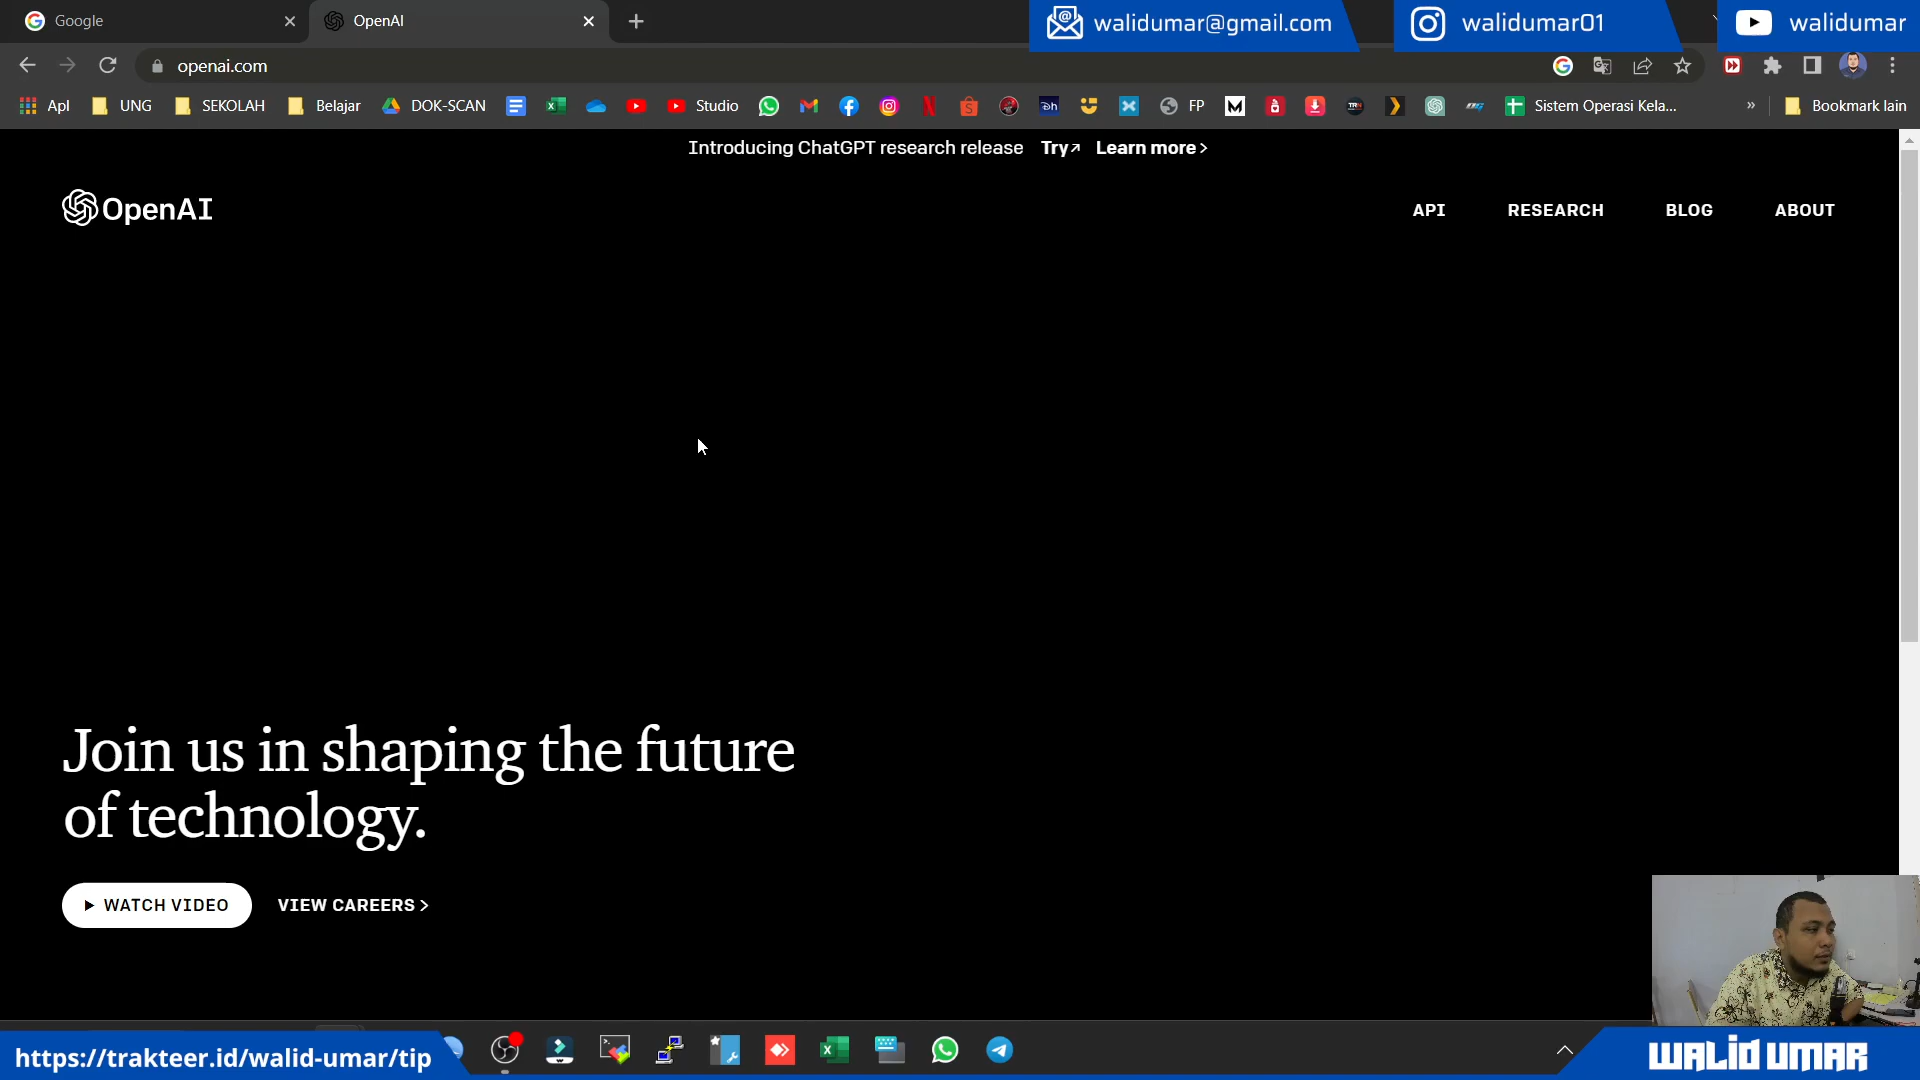 Google
OpenAI
walidumar@gmail.com
walidumar01
walidumar
openai.com
Apl
UNG
SEKOLAH
Belajar
DOK-SCAN
Studio
FP
Sistem Operasi Kela...
»
Bookmark lain
Introducing ChatGPT research release Try↗ Learn more >
OpenAI
API
RESEARCH
BLOG
ABOUT
Join us in shaping the future
of technology.
WATCH VIDEO
VIEW CAREERS >
https://trakteer.id/walid-umar/tip
WALID UMAR